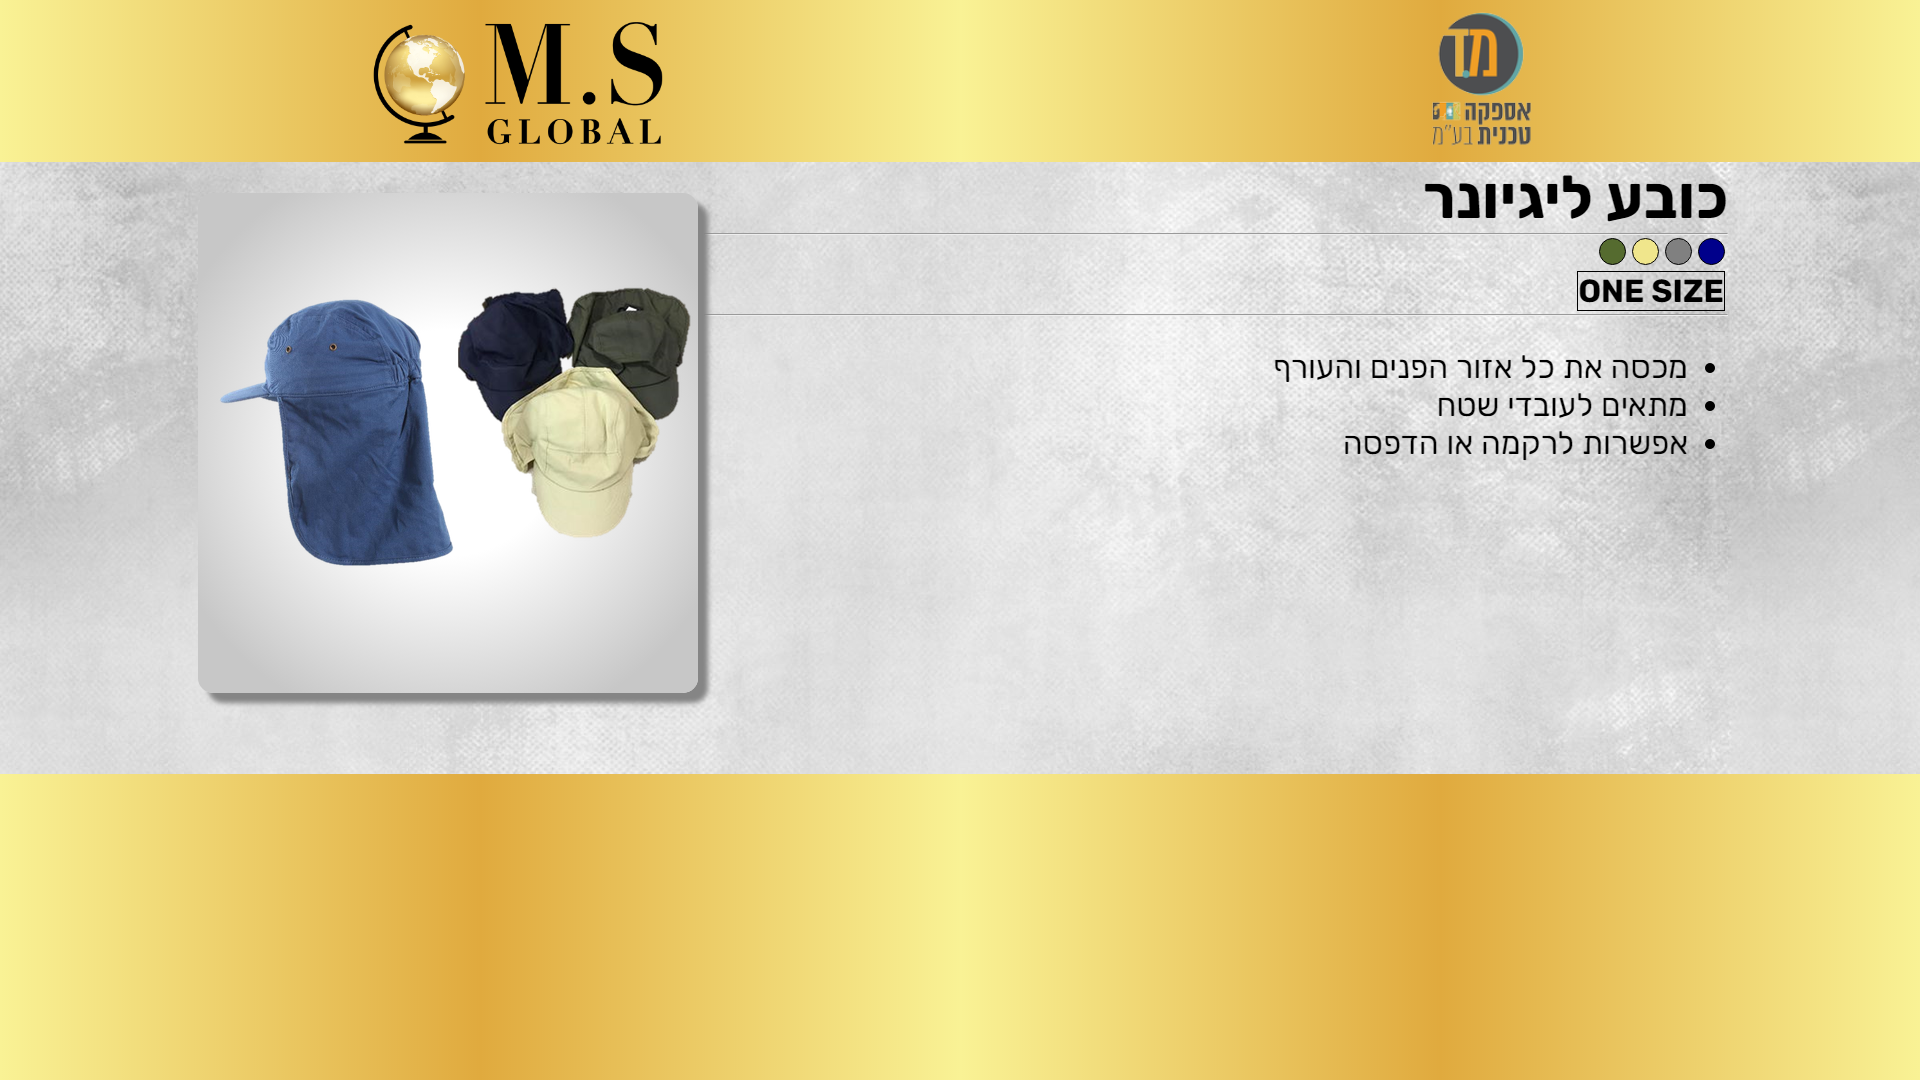 M.S
GLOBAL
מ.ד
אספקה
טכנית בע"מ
כובע ליגיונר
ONE SIZE
מכסה את כל אזור הפנים והעורף
מתאים לעובדי שטח
אפשרות לרקמה או הדפסה